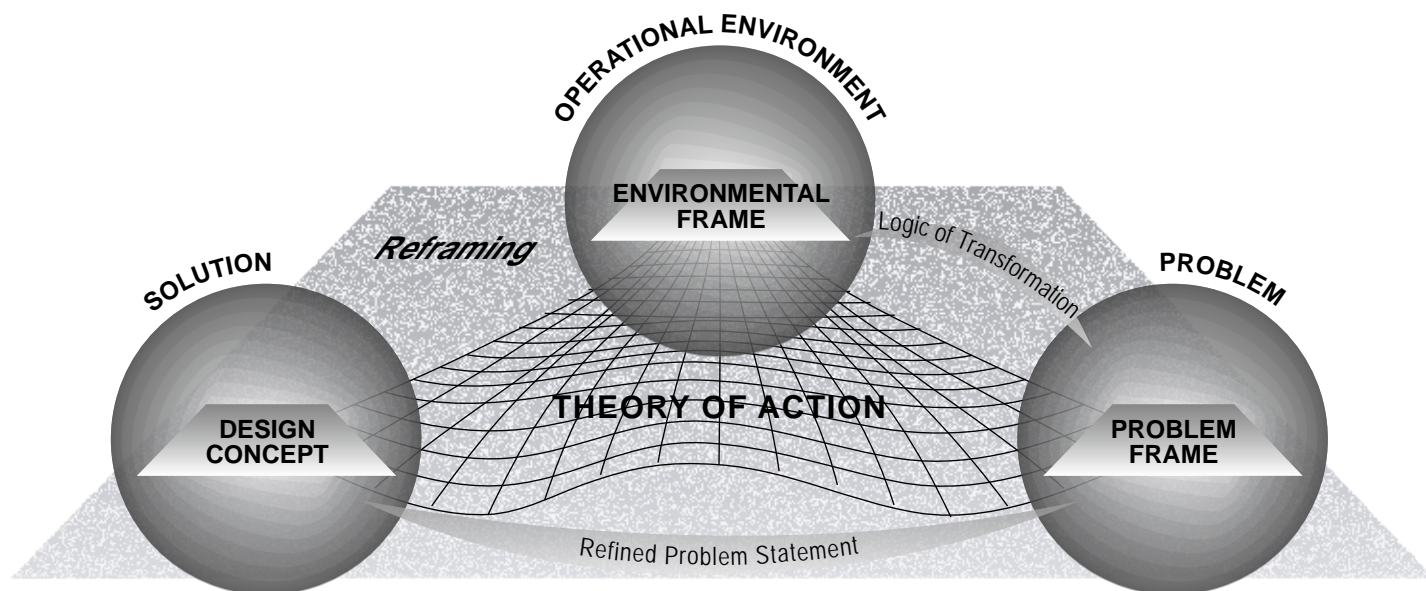 OPERATIONAL ENVIRONMENT
ENVIRONMENTAL
FRAME
Reframing
Logic of Transformation
SOLUTION
PROBLEM
THEORY OF ACTION
DESIGN
CONCEPT
PROBLEM
FRAME
Refined Problem Statement